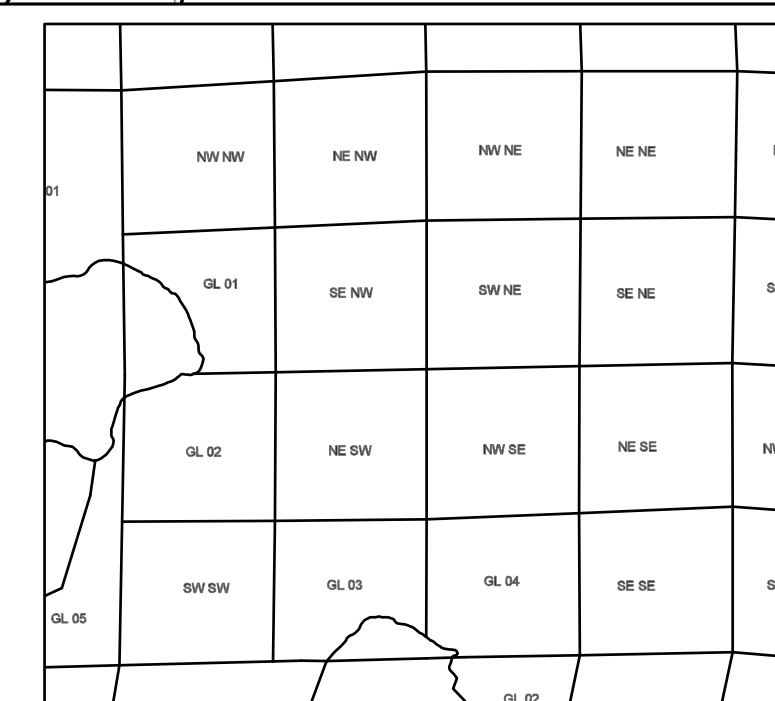 NW NW
NE NW
NW NE
NE NE
01
GL 01
SE NW
SW NE
SE NE
GL 02
NE SW
NW SE
NE SE
SW SW
GL 03
GL 04
SE SE
GL 05
GL 02